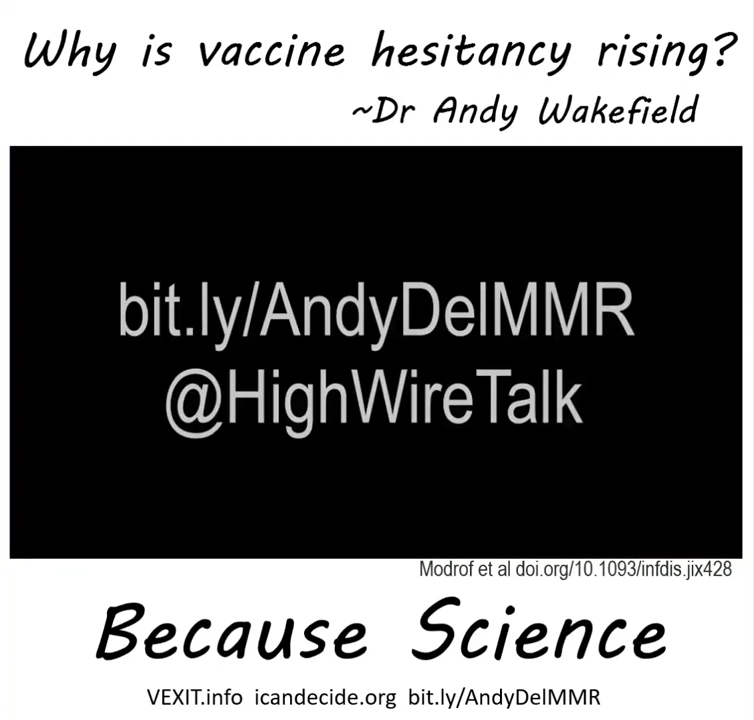 Why is vaccine hesitancy rising?
~Dr Andy Wakefield
bit.ly/AndyDelMMR
@HighWireTalk
Modrof et al doi.org/10.1093/infdis.jix428
Because Science
VEXIT.info icandecide.org bit.ly/AndyDelMMR